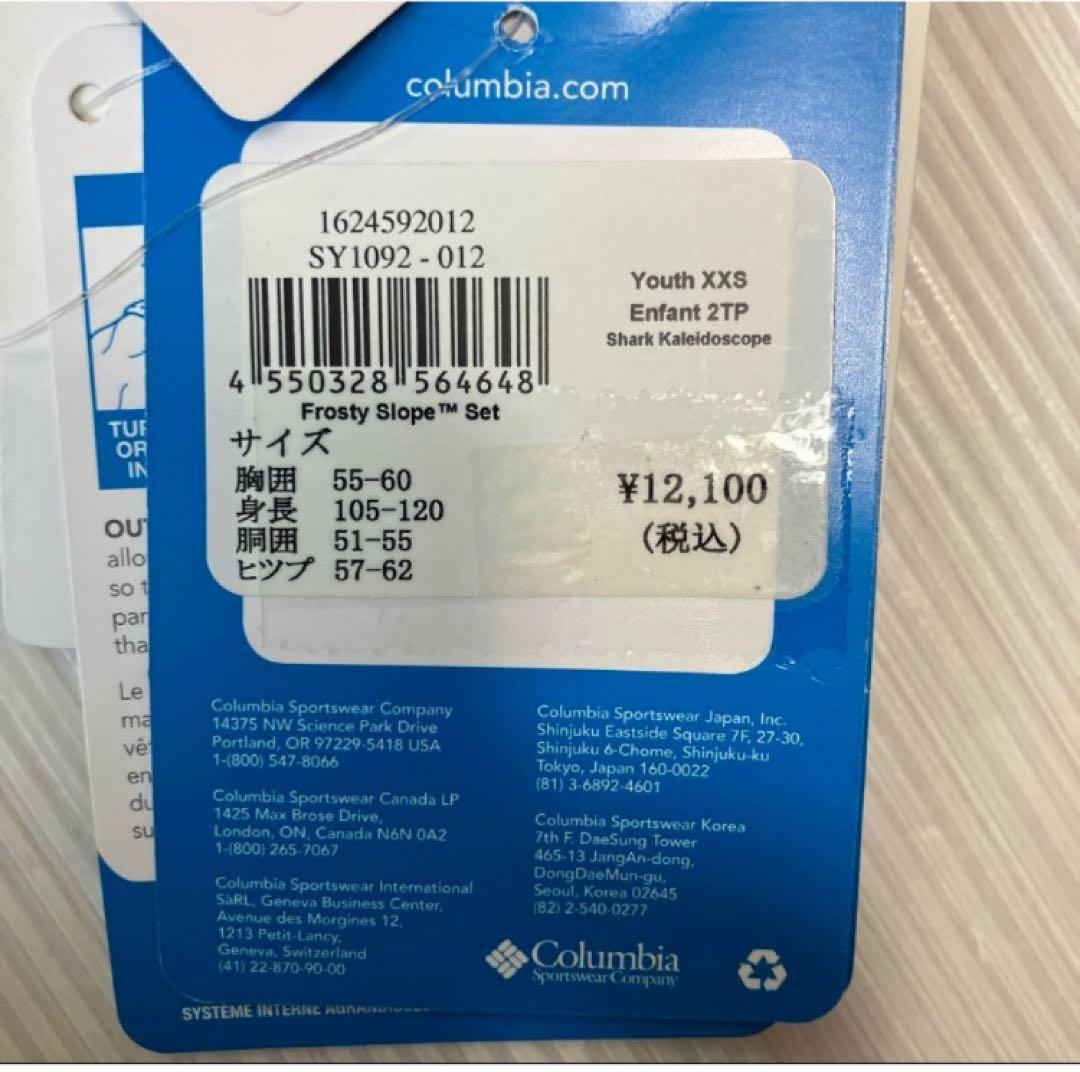 columbia.com
1624592012
SY1092 - 012
Youth XXS
Enfant 2TP
Shark Kaleidoscope
4 550328 564648
Frosty Slope™ Set
サイズ
胸囲 55-60
身長 105-120
胴囲 51-55
ヒツプ 57-62
¥12,100
(税込)
OR
IN
allo
so t
par
tha
Le
ma
vê
en
du
su
Columbia Sportswear Company
14375 NW Science Park Drive
Portland, OR 97229-5418 USA
1-(800) 547-8066
Columbia Sportswear Canada LP
1425 Max Brose Drive,
London, ON, Canada N6N 0A2
1-(800) 265-7067
Columbia Sportswear International
SàRL, Geneva Business Center,
Avenue des Morgines 12,
1213 Petit-Lancy,
Geneva, Switzerland
(41) 22-870-90-00
Columbia Sportswear Japan, Inc.
Shinjuku Eastside Square 7F, 27-30,
Shinjuku 6-Chome, Shinjuku-ku
Tokyo, Japan 160-0022
(81) 3-6892-4601
Columbia Sportswear Korea
7th F. DaeSung Tower
465-13 JangAn-dong,
DongDaeMun-gu,
Seoul, Korea 02645
(82) 2-540-0277
Columbia
Sportswear Company
SYSTÈME INTERNE